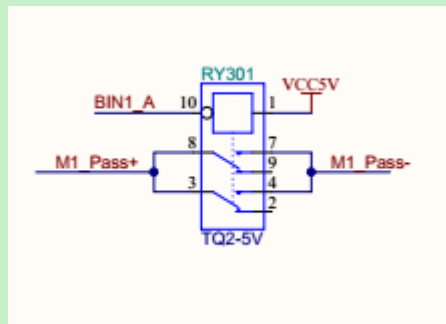 RY301
VCC5V
BIN1_A 10 1
8 7
M1_Pass+ 9 M1_Pass-
3 4
2
TQ2-5V